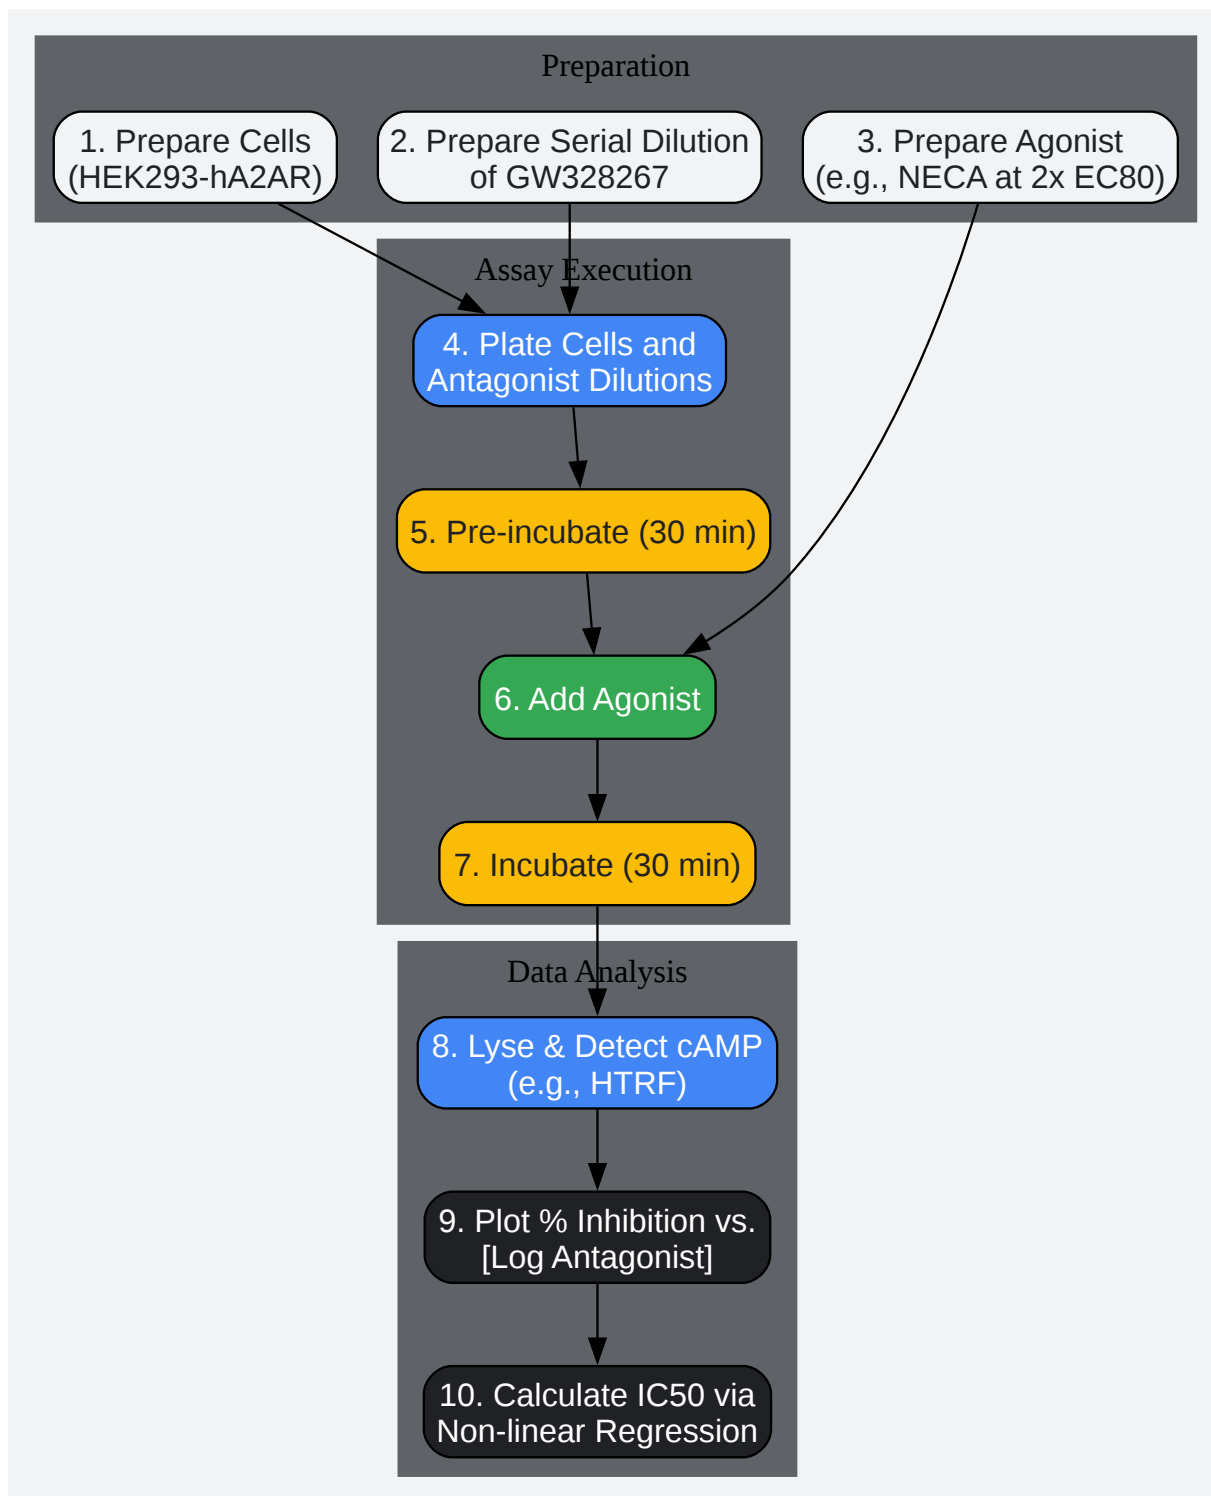 Preparation
1. Prepare Cells
(HEK293-hA2AR)
2. Prepare Serial Dilution
of GW328267
3. Prepare Agonist
(e.g., NECA at 2x EC80)
Assay Execution
4. Plate Cells and
Antagonist Dilutions
5. Pre-incubate (30 min)
6. Add Agonist
7. Incubate (30 min)
Data Analysis
8. Lyse & Detect cAMP
(e.g., HTRF)
9. Plot % Inhibition vs.
[Log Antagonist]
10. Calculate IC50 via
Non-linear Regression